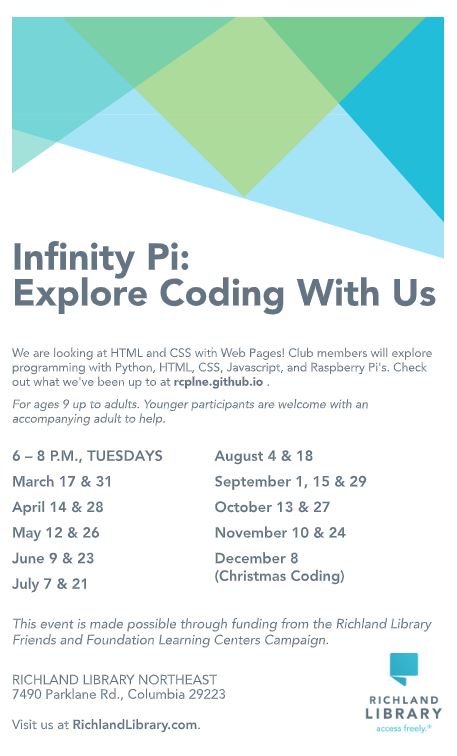 Infinity Pi:
Explore Coding With Us
We are looking at HTML and CSS with Web Pages! Club members will explore
programming with Python, HTML, CSS, Javascript, and Raspberry Pi's. Check
out what we've been up to at rcplne.github.io .
For ages 9 up to adults. Younger participants are welcome with an
accompanying adult to help.
6 – 8 P.M., TUESDAYS
March 17 & 31
April 14 & 28
May 12 & 26
June 9 & 23
July 7 & 21
August 4 & 18
September 1, 15 & 29
October 13 & 27
November 10 & 24
December 8
(Christmas Coding)
This event is made possible through funding from the Richland Library
Friends and Foundation Learning Centers Campaign.
RICHLAND LIBRARY NORTHEAST
7490 Parklane Rd., Columbia 29223
Visit us at RichlandLibrary.com.
RICHLAND
LIBRARY
access freely.®